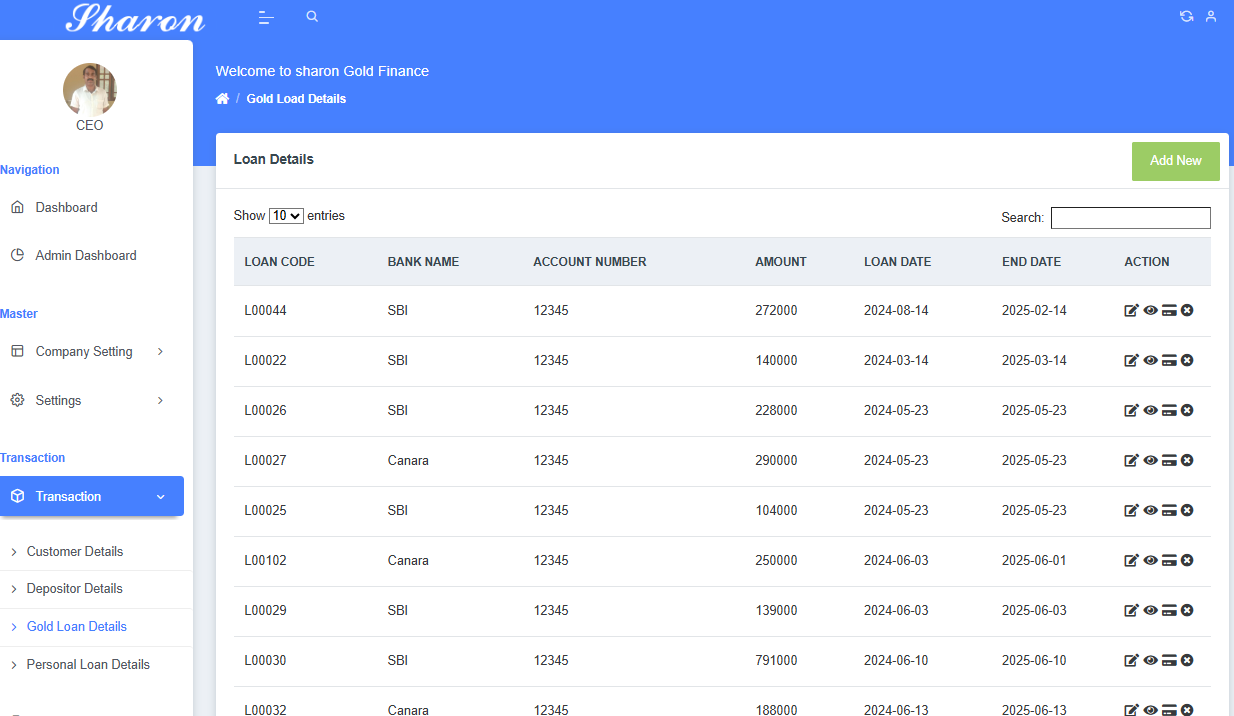 Sharon
Welcome to sharon Gold Finance
/ Gold Load Details
CEO
Navigation
Dashboard
Admin Dashboard
Master
Company Setting
Settings
Transaction
Transaction
Customer Details
Depositor Details
Gold Loan Details
Personal Loan Details
Loan Details
Add New
Show 10 entries
Search:
LOAN CODE BANK NAME ACCOUNT NUMBER AMOUNT LOAN DATE END DATE ACTION
L00044 SBI 12345 272000 2024-08-14 2025-02-14
L00022 SBI 12345 140000 2024-03-14 2025-03-14
L00026 SBI 12345 228000 2024-05-23 2025-05-23
L00027 Canara 12345 290000 2024-05-23 2025-05-23
L00025 SBI 12345 104000 2024-05-23 2025-05-23
L00102 Canara 12345 250000 2024-06-03 2025-06-01
L00029 SBI 12345 139000 2024-06-03 2025-06-03
L00030 SBI 12345 791000 2024-06-10 2025-06-10
L00032 Canara 12345 188000 2024-06-13 2025-06-13